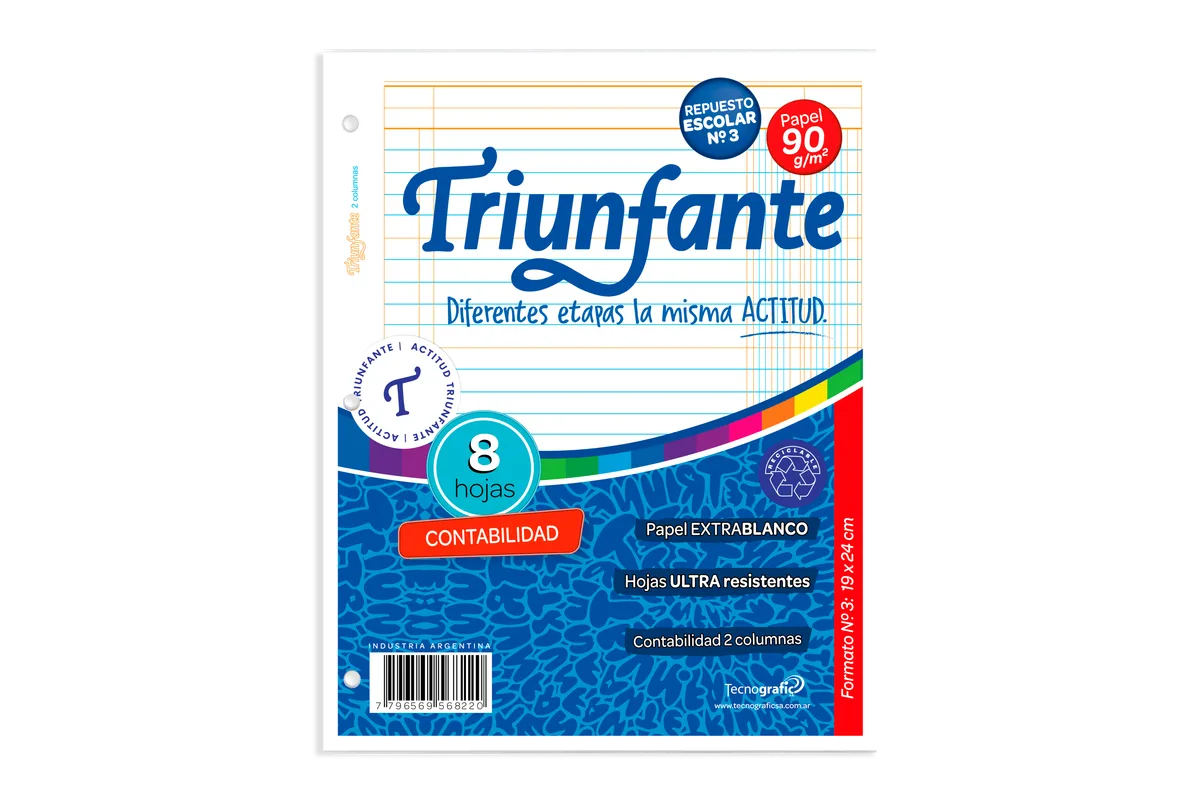 REPUESTO
ESCOLAR
Nº 3
Papel
90
g/m²
Triunfante
2 columnas
Triunfante
Diferentes etapas la misma ACTITUD.
ACTITUD TRIUNFANTE | ACTITUD TRIUNFANTE |
T
8
hojas
CONTABILIDAD
RECICLABLE
Papel EXTRABLANCO
Hojas ULTRA resistentes
Contabilidad 2 columnas
Formato Nº 3: 19 x 24 cm
INDUSTRIA ARGENTINA
7 796569 568220
Tecnografic
www.tecnograficsa.com.ar